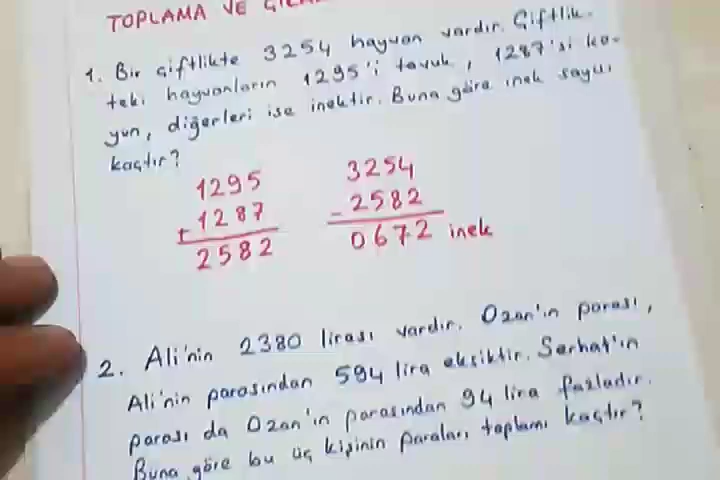 TOPLAMA VE
1. Bir çiftlikte 3254 hayvan vardır. Çiftlik-
teki hayvanların 1295'i tavuk, 1287'si ko-
yun, diğerleri ise inektir. Buna göre inek sayısı
kaçtır?
1295
+1287
2582
3254
-2582
0672 inek
2. Ali'nin 2380 lirası vardır. Ozan'ın parası,
Ali'nin parasından 594 lira eksiktir. Serhat'ın
parası da Ozan'ın parasından 94 lira fazladır.
Buna göre bu üç kişinin paraları toplamı kaçtır?